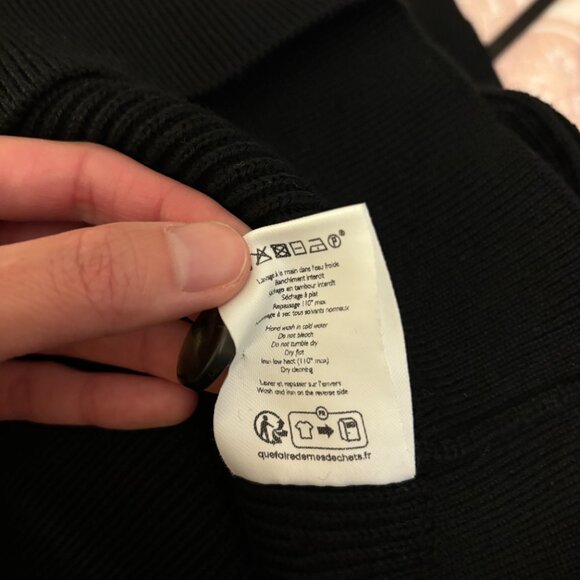 P
Lavage à la main dans l'eau froide
Blanchiment interdit
Séchage en tambour interdit
Séchage à plat
Repassage 110° max
à sec tous solvants normaux
Hand wash in cold water
Do not bleach
Do not tumble dry
Dry flat
Iron low heat (110° max)
Dry cleaning
Laver et repasser sur l'envers
Wash and iron on the reverse side
FR
quefairedemesdechets.fr